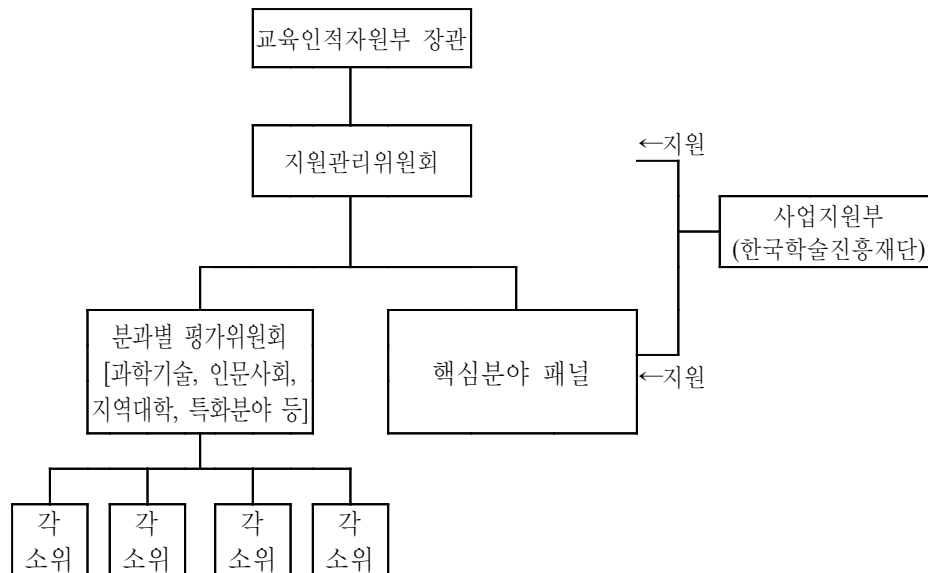 교육인적자원부 장관
지원관리위원회
←지원
사업지원부
(한국학술진흥재단)
분과별 평가위원회
[과학기술, 인문사회,
지역대학, 특화분야 등]
핵심분야 패널
←지원
각
소위
각
소위
각
소위
각
소위